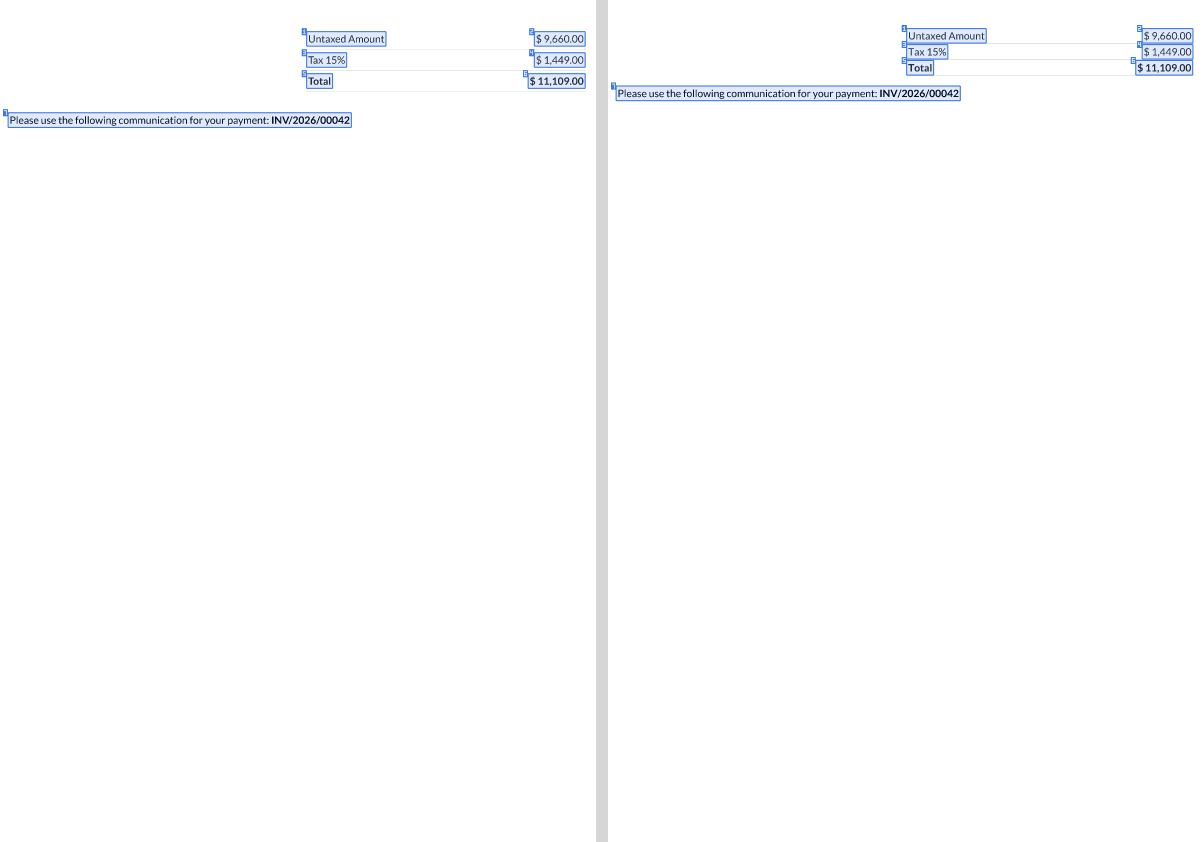 Untaxed Amount $ 9,660.00
Tax 15% $ 1,449.00
Total $ 11,109.00
Please use the following communication for your payment: INV/2026/00042
Untaxed Amount $ 9,660.00
Tax 15% $ 1,449.00
Total $ 11,109.00
Please use the following communication for your payment: INV/2026/00042